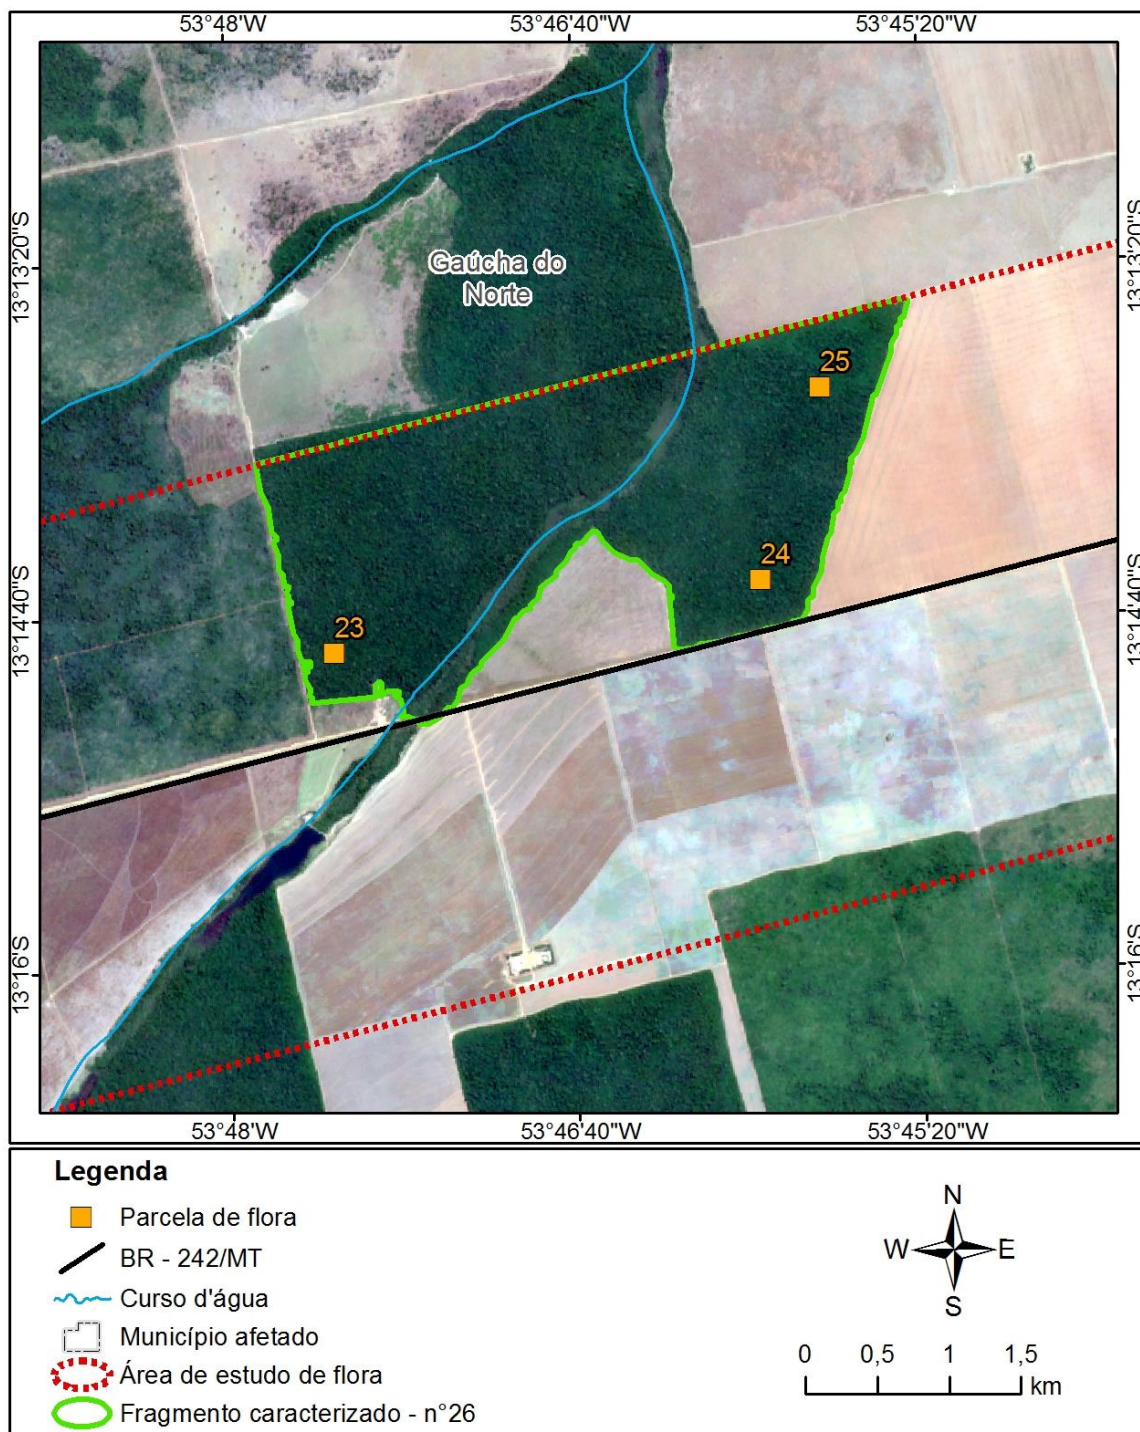 53°48'W 53°46'40"W 53°45'20"W
13°13'20"S
13°13'20"S
Gaúcha do
Norte
25
24
23
13°14'40"S
13°14'40"S
13°16'S
13°16'S
53°48'W 53°46'40"W 53°45'20"W
Legenda
Parcela de flora
BR - 242/MT
Curso d'água
Município afetado
Área de estudo de flora
Fragmento caracterizado - n°26
N
W E
S
0 0,5 1 1,5
km